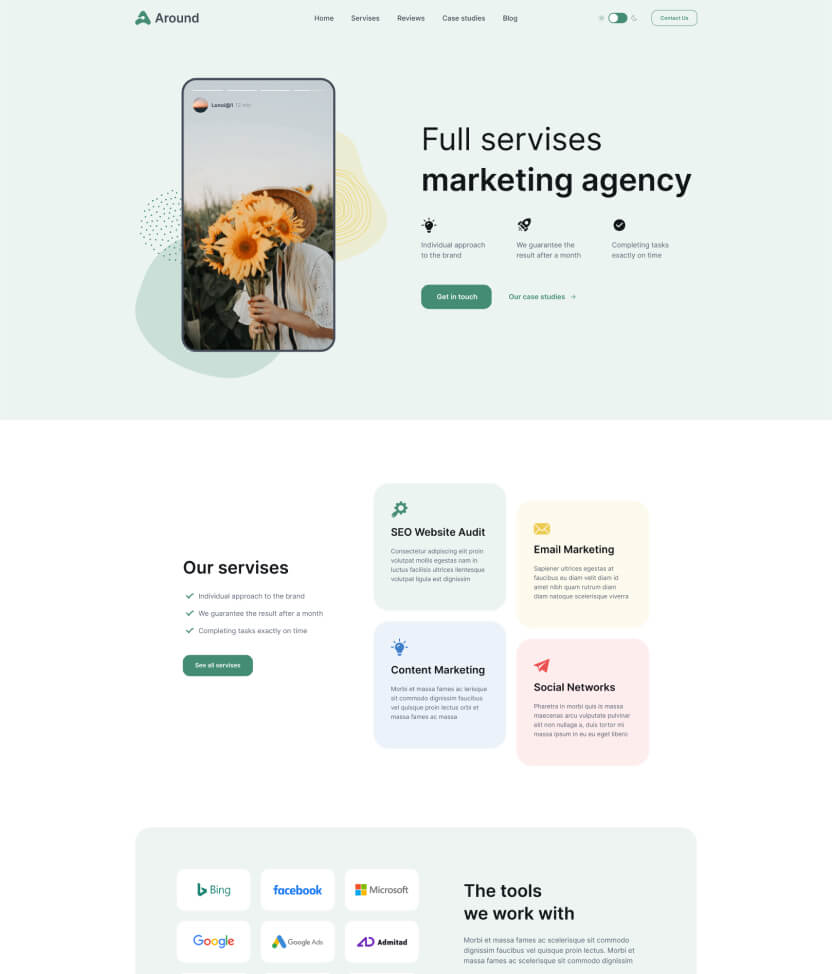 Around
Home Servises Reviews Case studies Blog
Contact Us
12 min
Full servises
marketing agency
Individual approach
to the brand
We guarantee the
result after a month
Completing tasks
exactly on time
Get in touch
Our case studies →
Our servises
Individual approach to the brand
We guarantee the result after a month
Completing tasks exactly on time
See all servises
SEO Website Audit
Consectetur adipiscing elit proin
volutpat mollis egestas nam in
luctus facilisis ultrices
volutpat ligula est dignissim
Email Marketing
Sapiener ultrices egestas at
faucibus eu diam velit diam id
amet nibh quam rutrum diam
diam natoque scelerisque viverra
Content Marketing
Morbi et massa fames ac lerisque
sit commodo dignissim faucibus
vel quisque proin lectus orbi et
massa fames ac massa
Social Networks
Pharetra in morbi quis is massa
maecenas arcu vulputate pulvinar
elit non nullage a, duis tortor mi
massa ipsum in eu eu eget libero
Bing
facebook
Microsoft
Google
Google Ads
Admitad
The tools
we work with
Morbi et massa fames ac scelerisque sit commodo
dignissim faucibus vel quisque proin lectus. Morbi et
massa fames ac scelerisque sit commodo dignissim